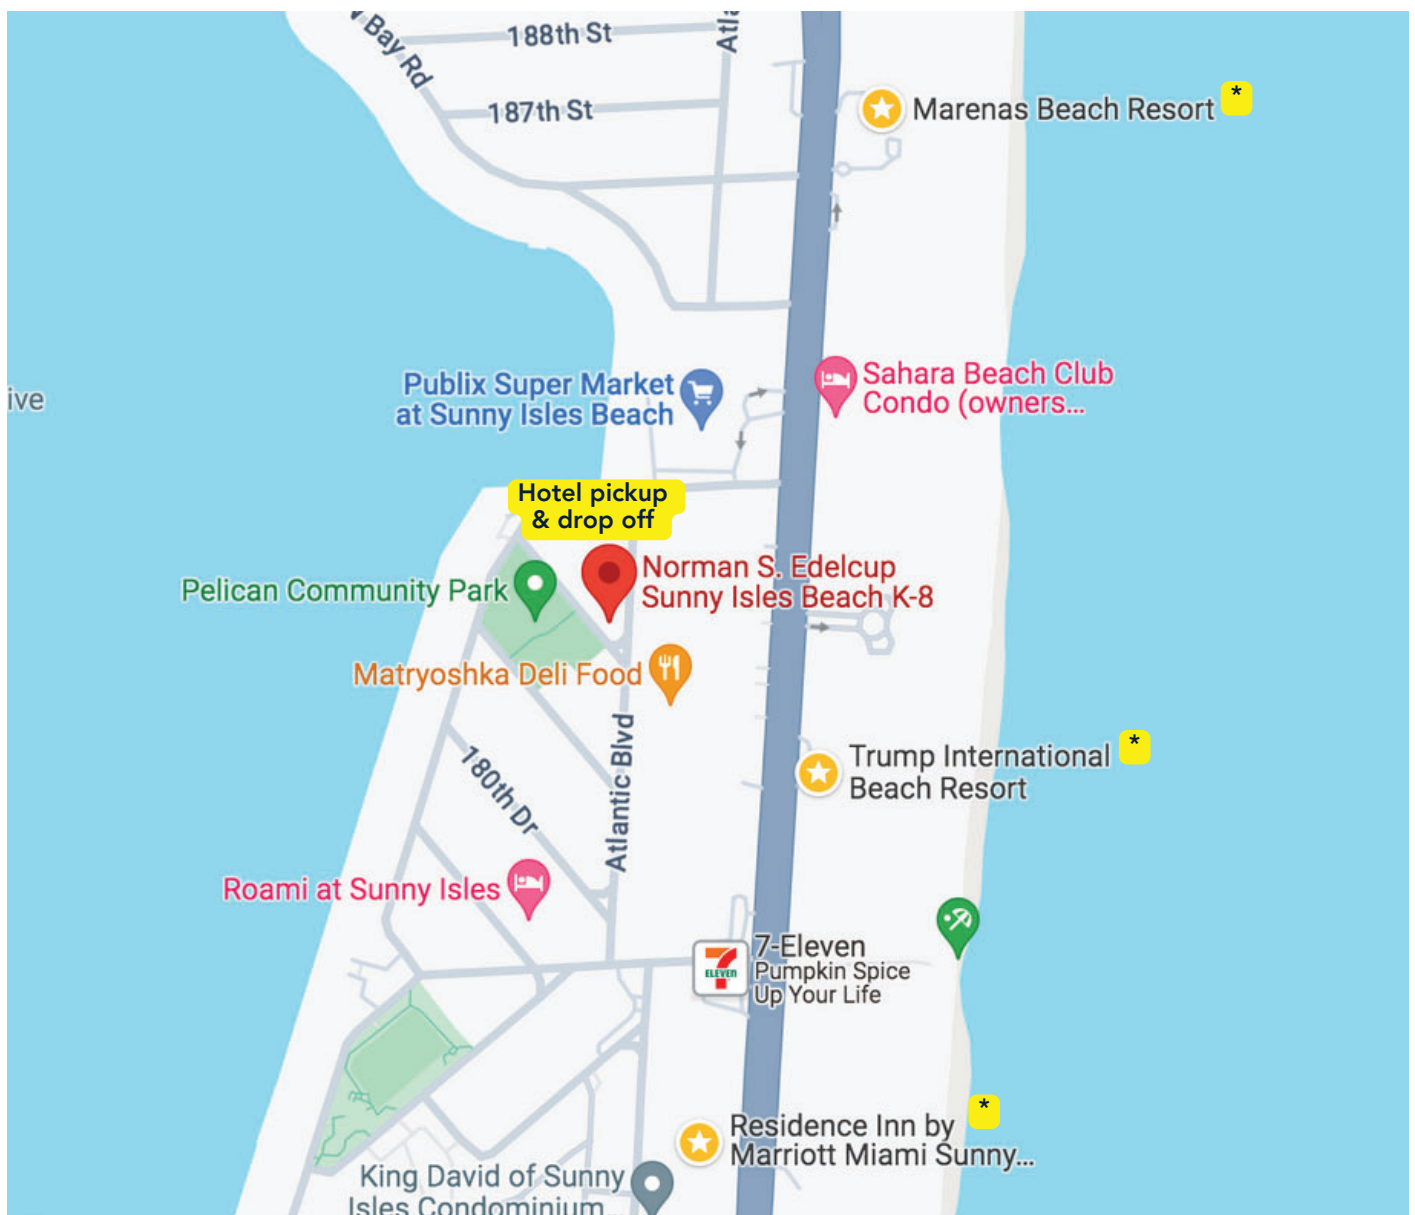 188th St
Atla
N Bay Rd
187th St
Marenas Beach Resort *
Publix Super Market
at Sunny Isles Beach
Sahara Beach Club
Condo (owners...
ive
Hotel pickup
& drop off
Norman S. Edelcup
Sunny Isles Beach K-8
Pelican Community Park
Matryoshka Deli Food
Atlantic Blvd
180th Dr
Trump International *
Beach Resort
Roami at Sunny Isles
7
ELEVEN
7-Eleven
Pumpkin Spice
Up Your Life
Residence Inn by *
Marriott Miami Sunny...
King David of Sunny
Isles Condominium...